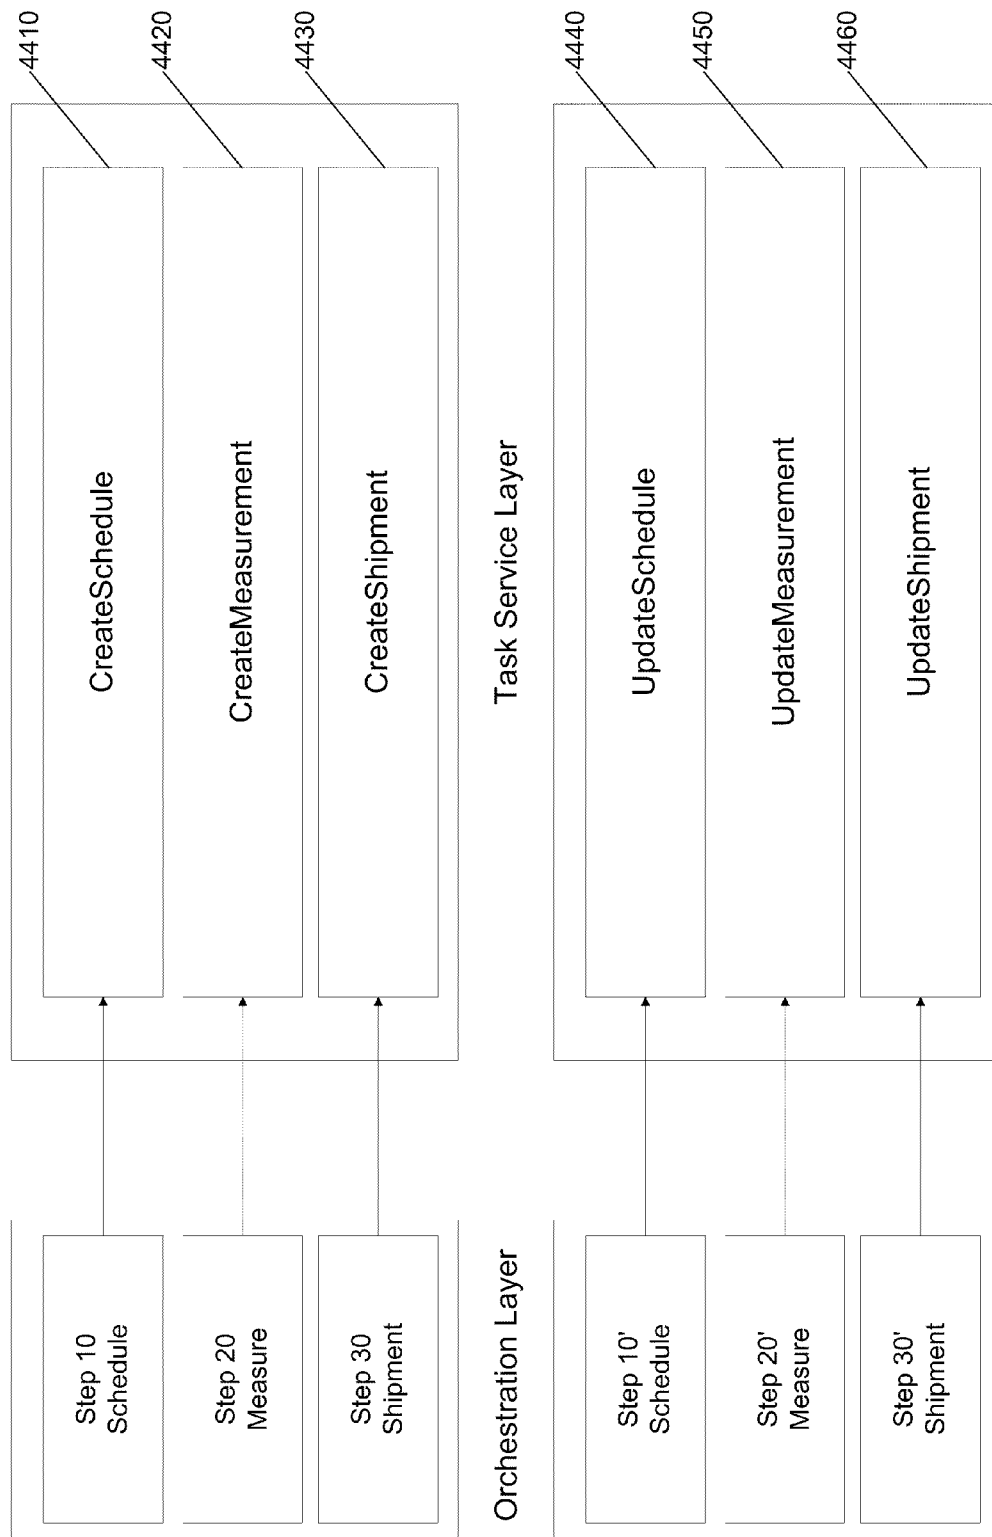 Step 10
Schedule
CreateSchedule
4410
Step 20
Measure
CreateMeasurement
4420
Step 30
Shipment
CreateShipment
4430
Orchestration Layer
Task Service Layer
Step 10'
Schedule
UpdateSchedule
4440
Step 20'
Measure
UpdateMeasurement
4450
Step 30'
Shipment
UpdateShipment
4460